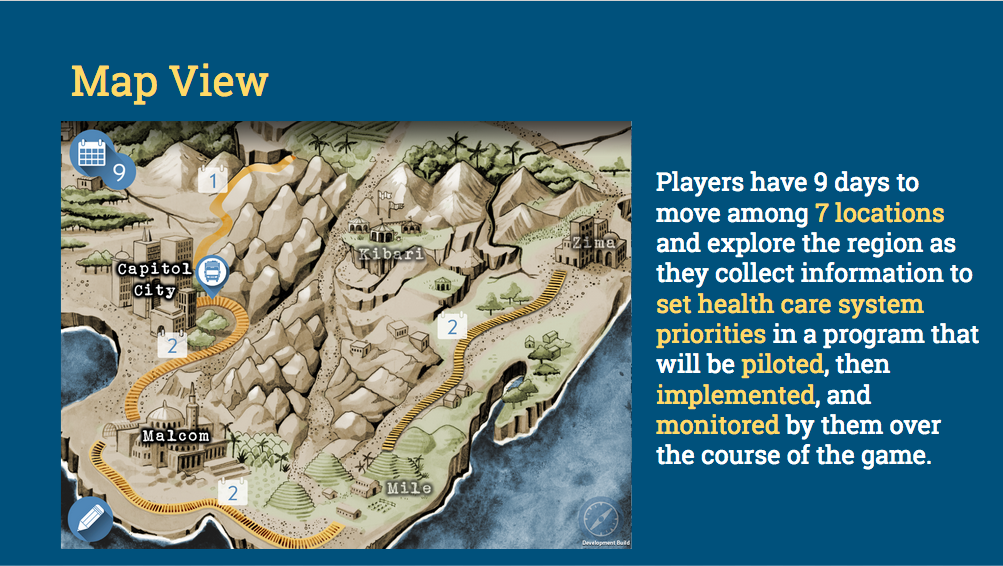 Map View
9
1
Kibari
Zima
Capitol
City
2
2
Malcom
Mile
2
Development Build
Players have 9 days to
move among 7 locations
and explore the region as
they collect information to
set health care system
priorities in a program that
will be piloted, then
implemented, and
monitored by them over
the course of the game.